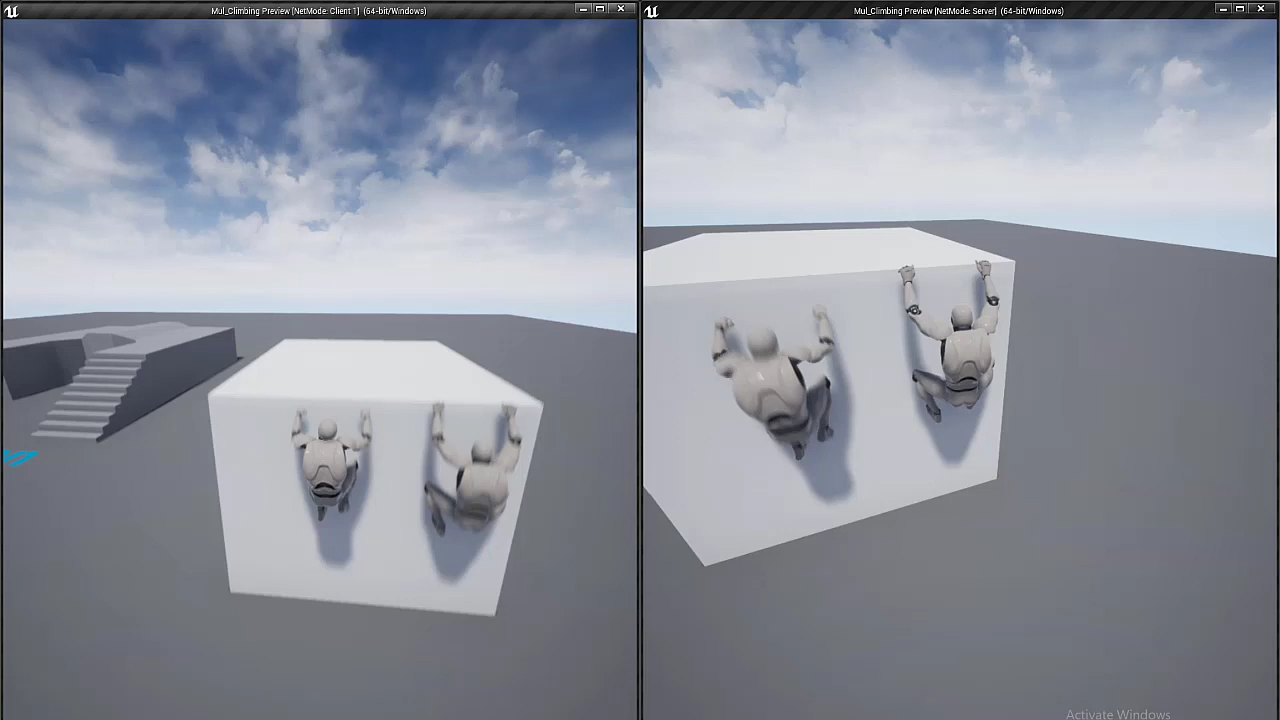 Mul_Climbing Preview [NetMode: Client 1] (64-bit/Windows)
Mul_Climbing Preview [NetMode: Server] (64-bit/Windows)
Activate Windows